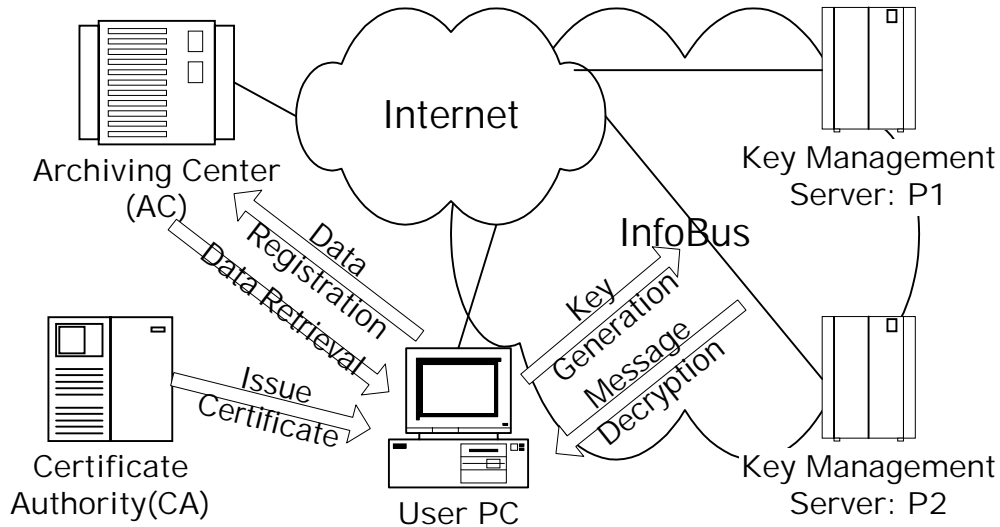 Internet
Archiving Center
(AC)
Key Management
Server: P1
InfoBus
Data
Registration
Data Retrieval
Key
Generation
Message
Decryption
Issue
Certificate
Certificate
Authority(CA)
User PC
Key Management
Server: P2